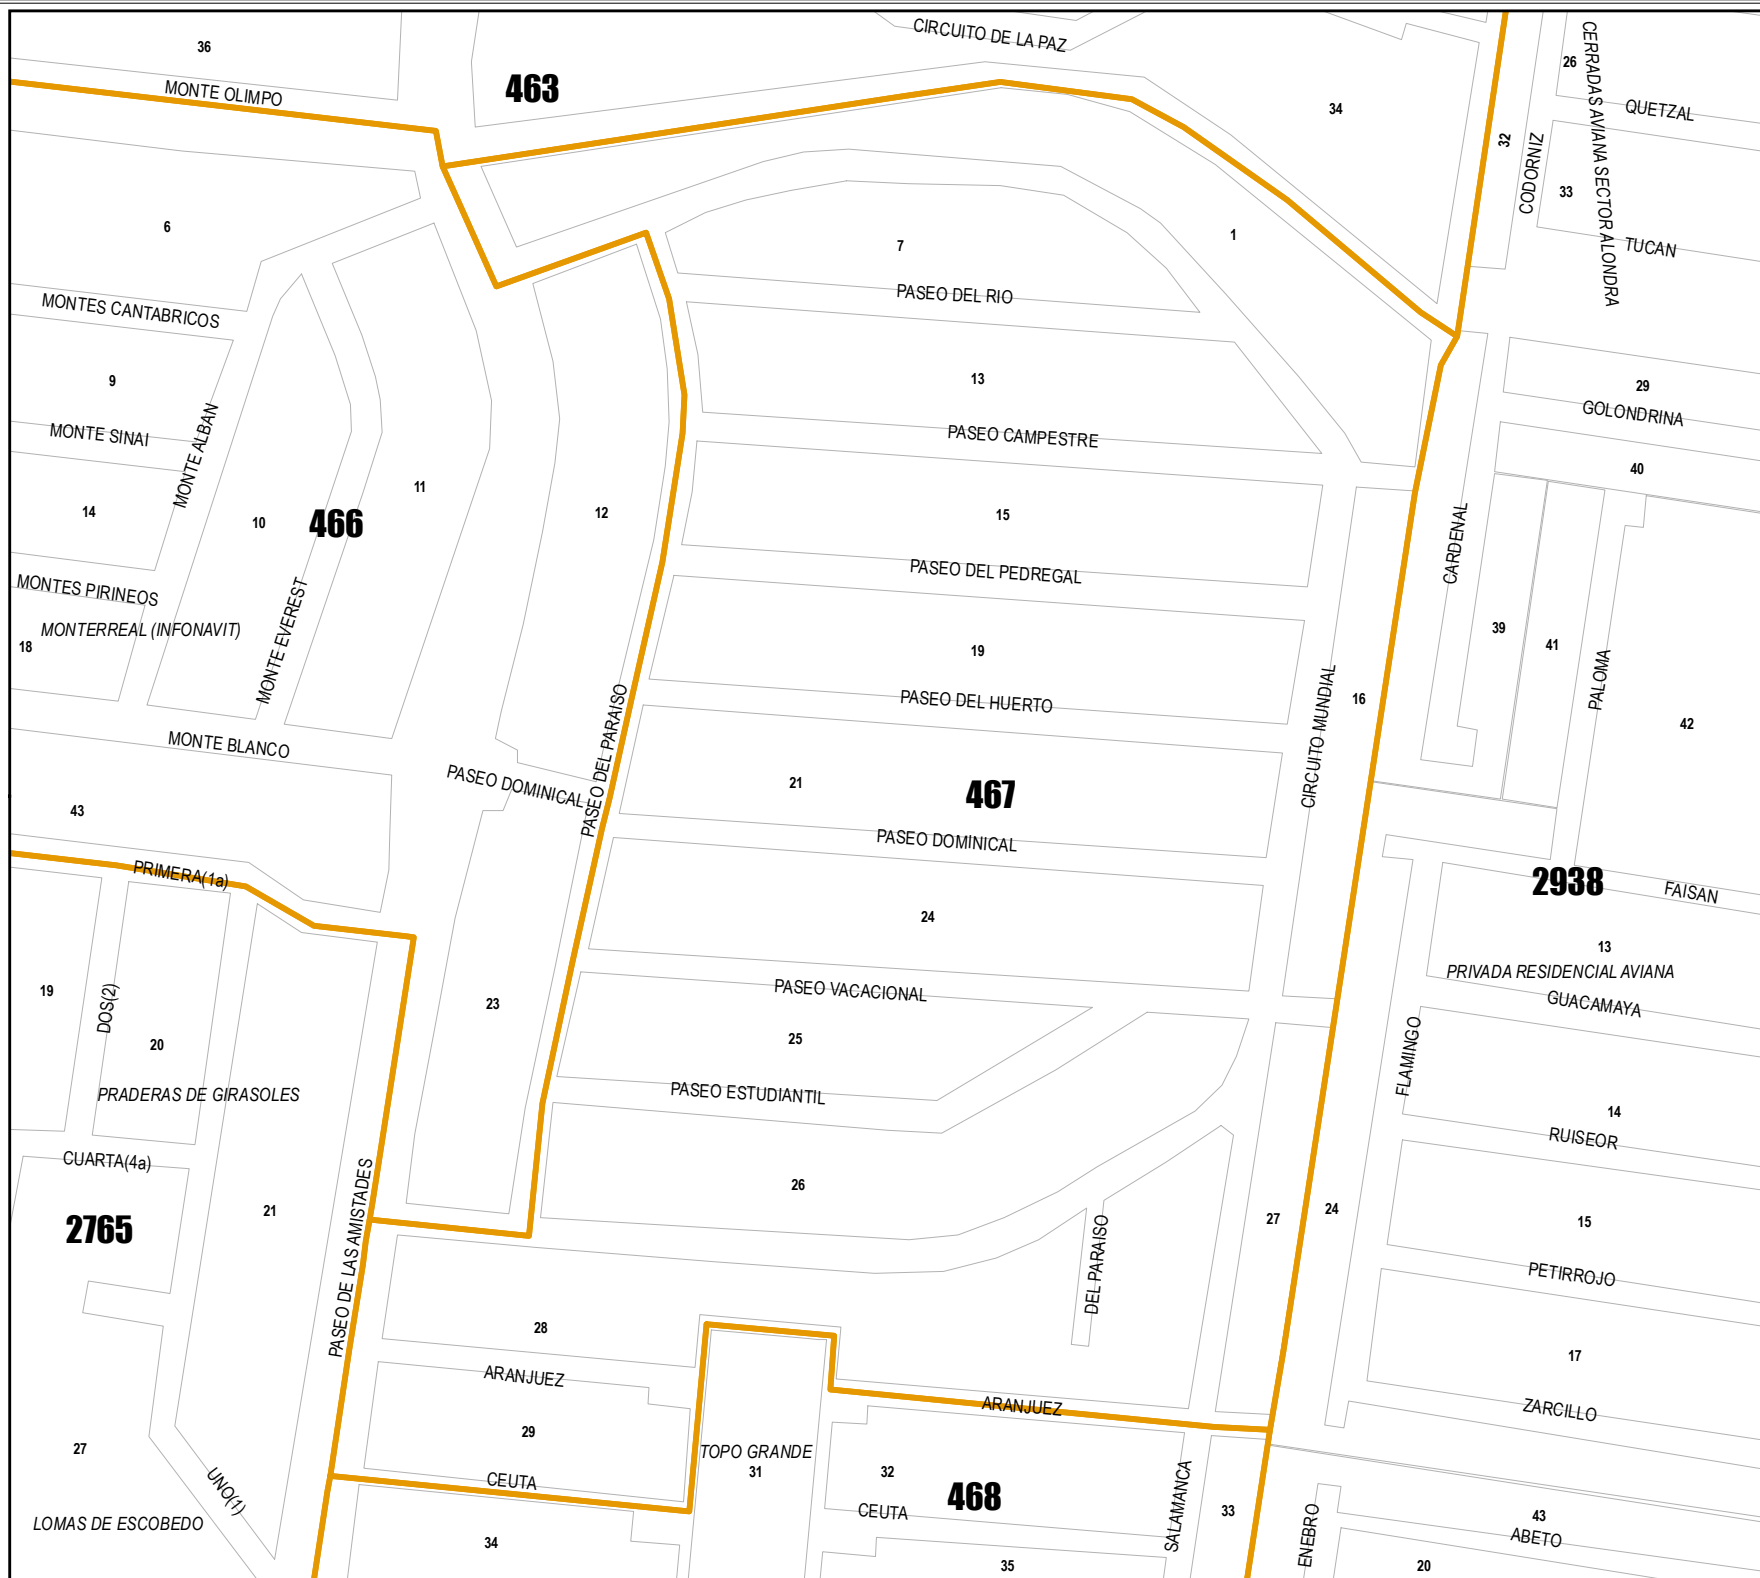 CIRCUITO DE LA PAZ
36
463
MONTE OLIMPO
34
26
CERRADAS AVIANA SECTOR ALONDRA
QUETZAL
32
CODORNIZ
33
TUCAN
6
7
1
PASEO DEL RIO
MONTES CANTABRICOS
9
13
29
GOLONDRINA
MONTE SINAI
MONTE ALBAN
PASEO CAMPESTRE
40
11
14
10
466
12
15
CARDENAL
PASEO DEL PEDREGAL
MONTES PIRINEOS
MONTERREAL (INFONAVIT)
18
MONTE EVEREST
19
39
41
PALOMA
PASEO DEL HUERTO
16
42
PASEO DEL PARAISO
CIRCUITO MUNDIAL
MONTE BLANCO
PASEO DOMINICAL
21
467
43
PASEO DOMINICAL
PRIMERA(1a)
2938
FAISAN
24
13
PRIVADA RESIDENCIAL AVIANA
19
DOS(2)
23
PASEO VACACIONAL
GUACAMAYA
20
25
FLAMINGO
PRADERAS DE GIRASOLES
PASEO ESTUDIANTIL
14
RUISEOR
CUARTA(4a)
26
21
2765
PASEO DE LAS AMISTADES
27
24
15
DEL PARAISO
PETIRROJO
28
17
ARANJUEZ
ARANJUEZ
ZARCILLO
29
27
TOPO GRANDE
31
32
CEUTA
468
CEUTA
SALAMANCA
UNO(1)
33
LOMAS DE ESCOBEDO
34
ENEBRO
43
ABETO
35
20